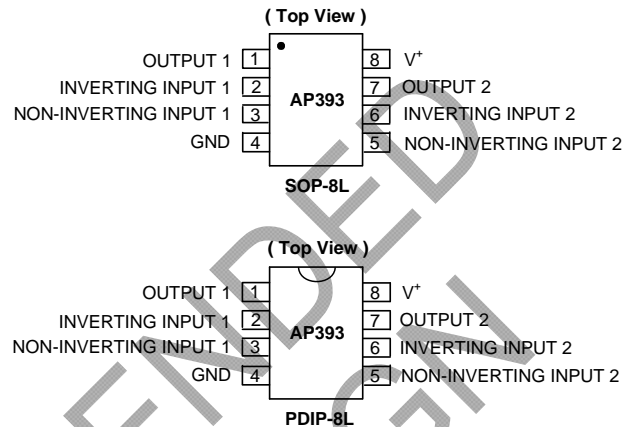 ( Top View )
OUTPUT 1 1 8 V+
INVERTING INPUT 1 2 7 OUTPUT 2
NON-INVERTING INPUT 1 3 AP393 6 INVERTING INPUT 2
GND 4 5 NON-INVERTING INPUT 2
SOP-8L
( Top View )
OUTPUT 1 1 8 V+
INVERTING INPUT 1 2 7 OUTPUT 2
NON-INVERTING INPUT 1 3 AP393 6 INVERTING INPUT 2
GND 4 5 NON-INVERTING INPUT 2
PDIP-8L
ENDED
GN